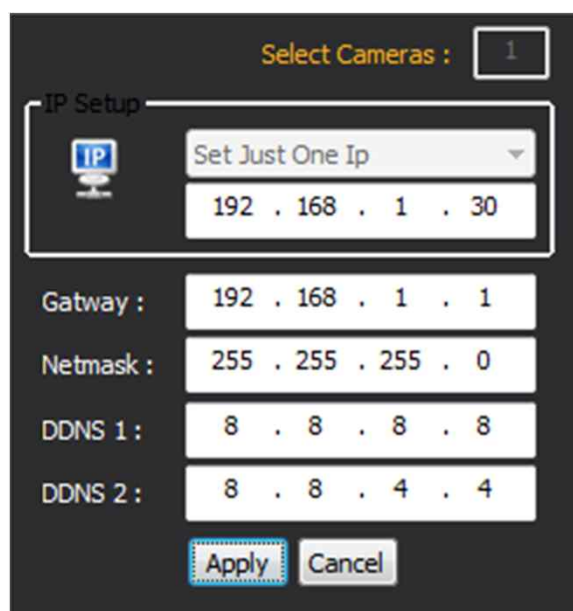 Select Cameras : 1
IP Setup
IP
Set Just One Ip
192 . 168 . 1 . 30
Gatway : 192 . 168 . 1 . 1
Netmask : 255 . 255 . 255 . 0
DDNS 1 : 8 . 8 . 8 . 8
DDNS 2 : 8 . 8 . 4 . 4
Apply Cancel